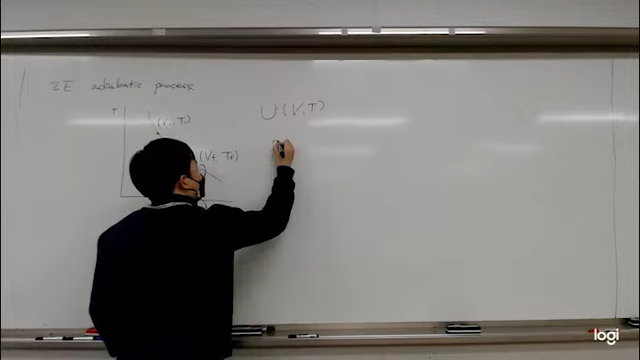 2E adiabatic process.
T
(Vi, Ti)
U(V, T)
(Vf, Tf)
logi